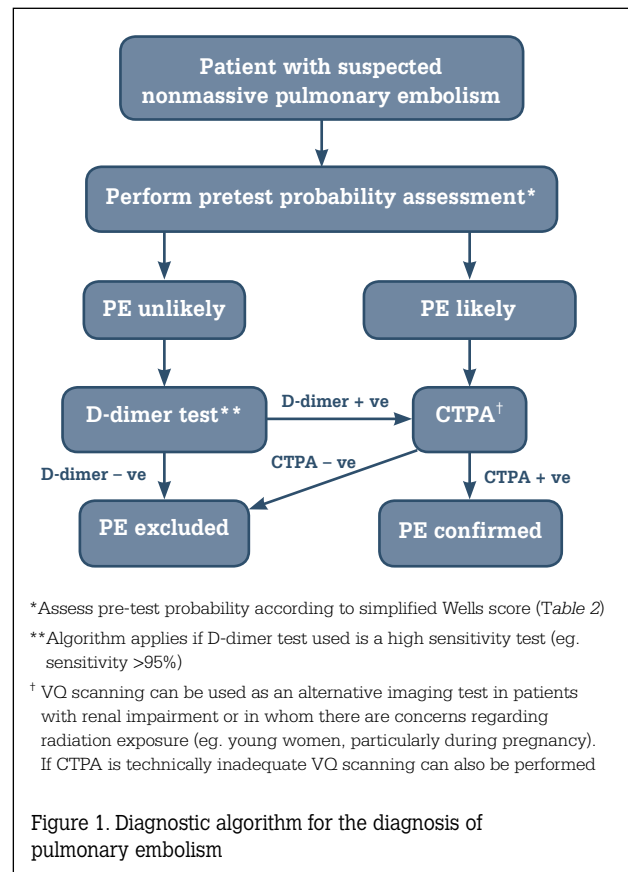 Patient with suspected
nonmassive pulmonary embolism
Perform pretest probability assessment*
PE unlikely
PE likely
D-dimer test**
D-dimer + ve
CTPA†
D-dimer – ve
CTPA – ve
CTPA + ve
PE excluded
PE confirmed
*Assess pre-test probability according to simplified Wells score (Table 2)
**Algorithm applies if D-dimer test used is a high sensitivity test (eg.
sensitivity >95%)
† VQ scanning can be used as an alternative imaging test in patients
with renal impairment or in whom there are concerns regarding
radiation exposure (eg. young women, particularly during pregnancy).
If CTPA is technically inadequate VQ scanning can also be performed
Figure 1. Diagnostic algorithm for the diagnosis of
pulmonary embolism